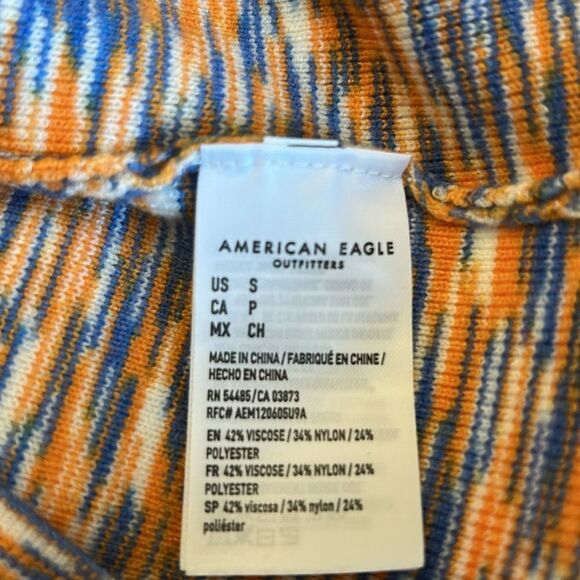 AMERICAN EAGLE
OUTFITTERS
US S
CA P
MX CH
MADE IN CHINA / FABRIQUÉ EN CHINE /
HECHO EN CHINA
RN 54485 / CA 03873
RFC# AEM120605U9A
EN 42% VISCOSE / 34% NYLON / 24%
POLYESTER
FR 42% VISCOSE / 34% NYLON / 24%
POLYESTER
SP 42% viscosa / 34% nylon / 24%
poliéster